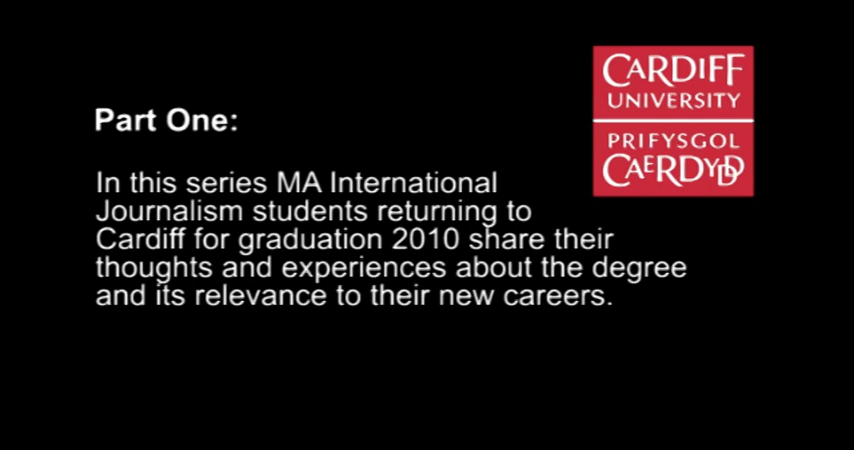 CARDIFF
UNIVERSITY
PRIFYSGOL
CAERDYDD
Part One:
In this series MA International
Journalism students returning to
Cardiff for graduation 2010 share their
thoughts and experiences about the degree
and its relevance to their new careers.